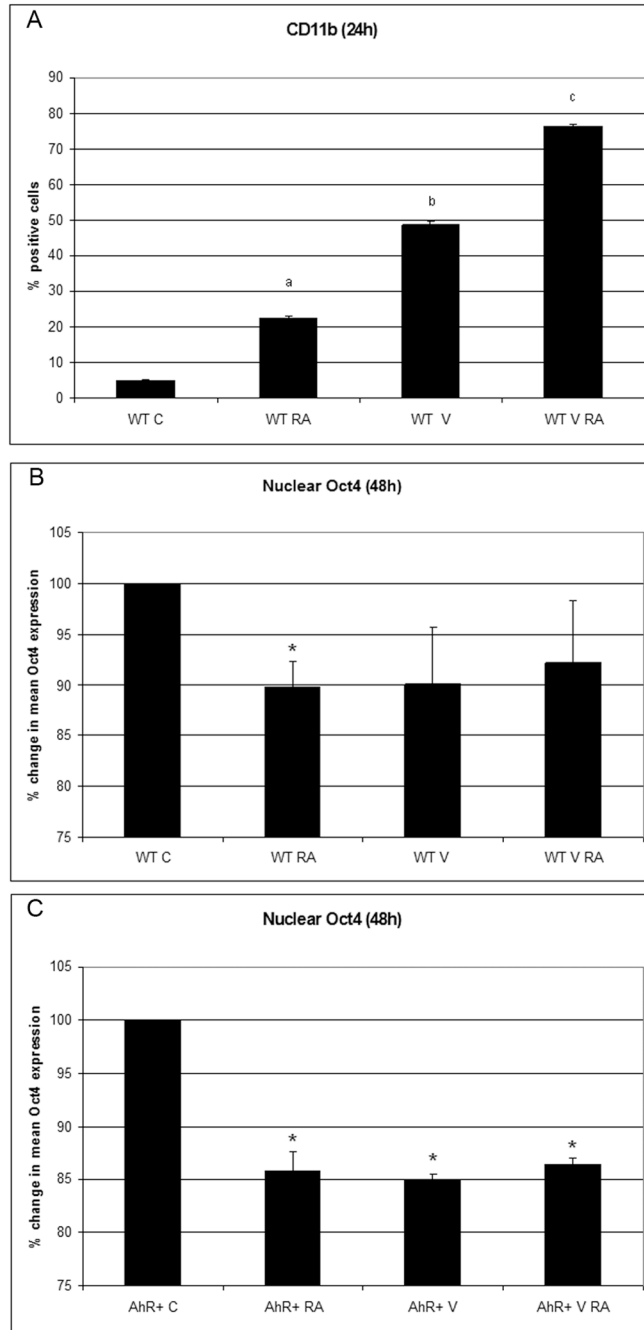 A
CD11b (24h)
% positive cells
90
80
70
60
50
40
30
20
10
0
a
b
c
WT C
WT RA
WT V
WT V RA
B
Nuclear Oct4 (48h)
% change in mean Oct4 expression
105
100
95
90
85
80
75
*
WT C
WT RA
WT V
WT V RA
C
Nuclear Oct4 (48h)
% change in mean Oct4 expression
105
100
95
90
85
80
75
*
*
*
AhR+ C
AhR+ RA
AhR+ V
AhR+ V RA